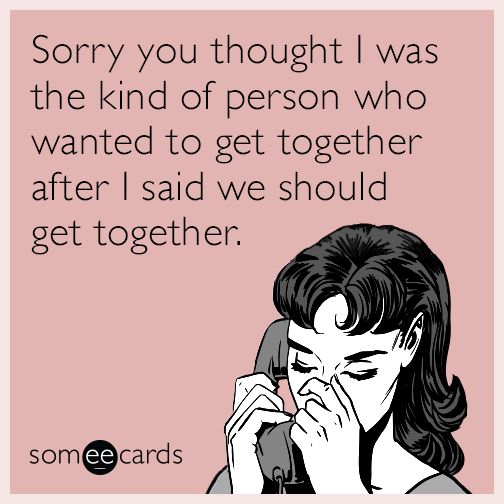 Sorry you thought I was
the kind of person who
wanted to get together
after I said we should
get together.
someecards